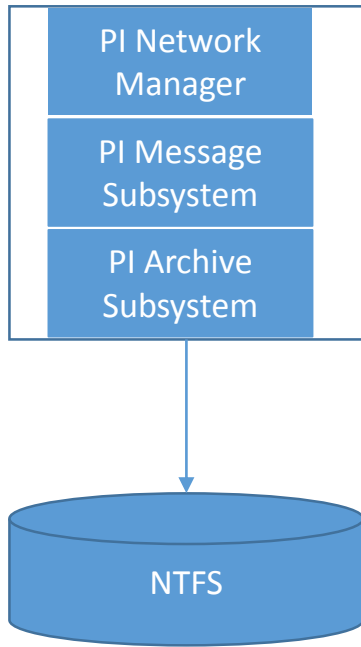 PI Network
Manager
PI Message
Subsystem
PI Archive
Subsystem
NTFS